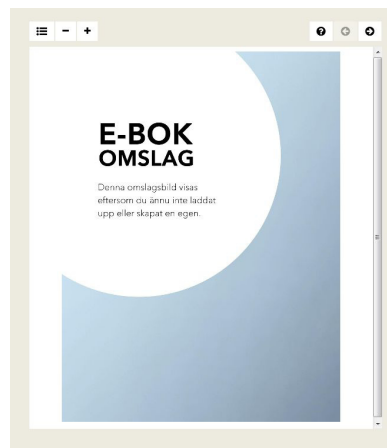 E-BOK
OMSLAG
Denna omslagsbild visas
eftersom du ännu inte laddat
upp eller skapat en egen.